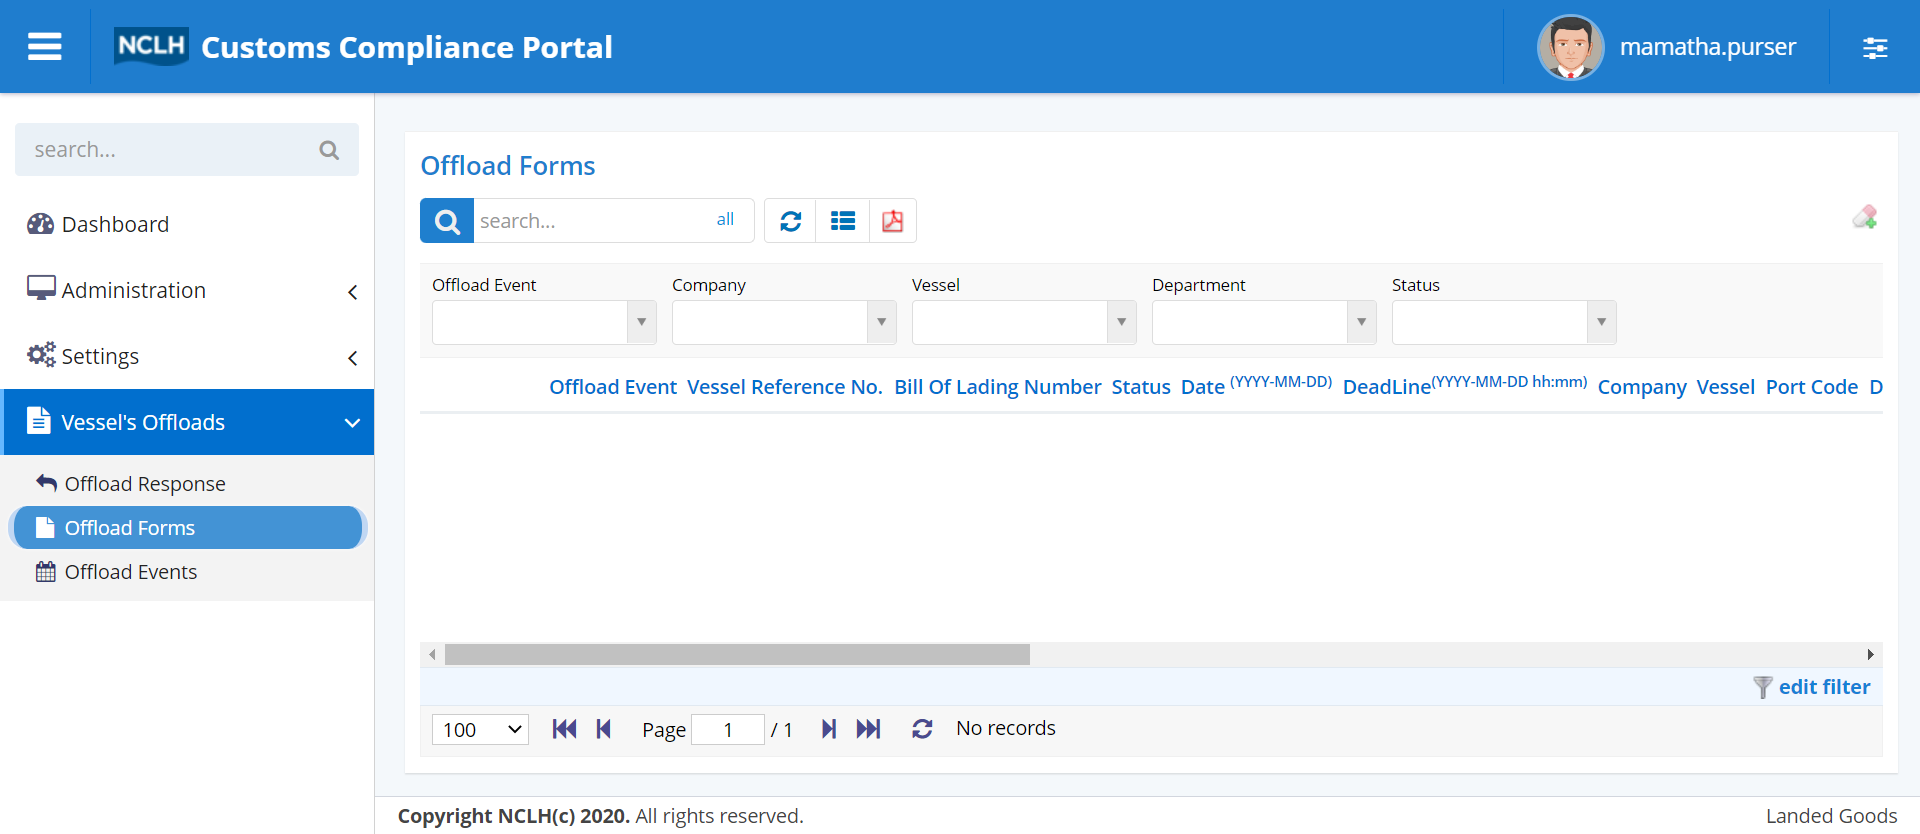 NCLH Customs Compliance Portal
mamatha.purser
search...
Dashboard
Administration
Settings
Vessel's Offloads
Offload Response
Offload Forms
Offload Events
Offload Forms
search... all
Offload Event Company Vessel Department Status
Offload Event Vessel Reference No. Bill Of Lading Number Status Date (YYYY-MM-DD) DeadLine(YYYY-MM-DD hh:mm) Company Vessel Port Code D
edit filter
100 Page 1 / 1 No records
Copyright NCLH(c) 2020. All rights reserved.
Landed Goods